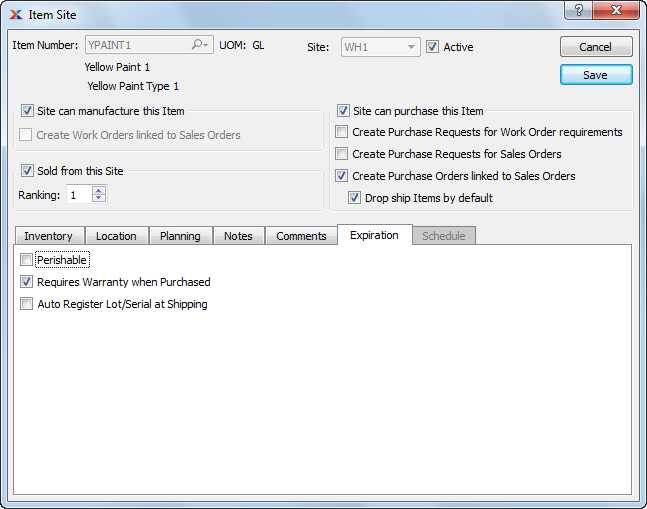 Item Site
Item Number: YPAINT1 UOM: GL Site: WH1 Active Cancel
Yellow Paint 1
Yellow Paint Type 1
Save
Site can manufacture this Item
Create Work Orders linked to Sales Orders
Sold from this Site
Ranking: 1
Site can purchase this Item
Create Purchase Requests for Work Order requirements
Create Purchase Requests for Sales Orders
Create Purchase Orders linked to Sales Orders
Drop ship Items by default
Inventory Location Planning Notes Comments Expiration Schedule
Perishable
Requires Warranty when Purchased
Auto Register Lot/Serial at Shipping